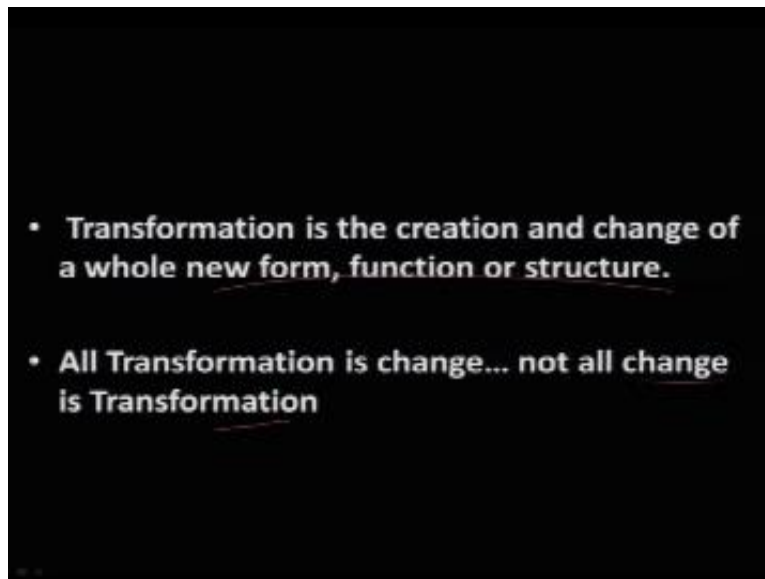 • Transformation is the creation and change of
a whole new form, function or structure.
• All Transformation is change... not all change
is Transformation